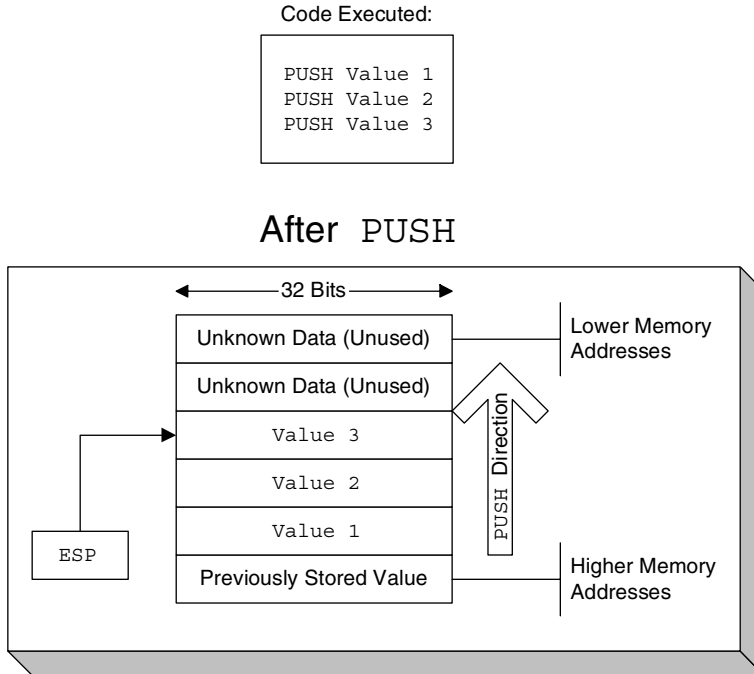 Code Executed:
PUSH Value 1
PUSH Value 2
PUSH Value 3
After PUSH
32 Bits
Unknown Data (Unused)
Lower Memory
Addresses
Unknown Data (Unused)
Value 3
PUSH Direction
Value 2
Value 1
ESP
Previously Stored Value
Higher Memory
Addresses